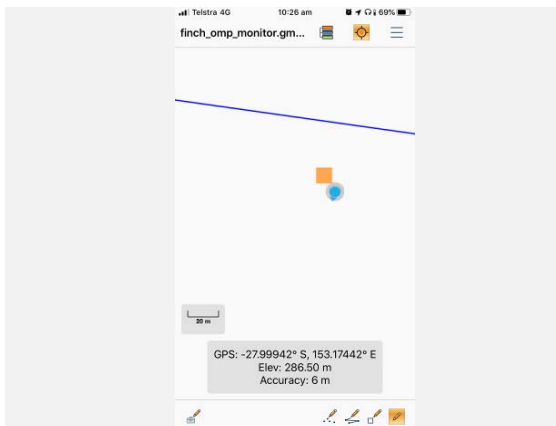 Telstra 4G 10:26 am 69%
finch_omp_monitor.gm...
20 m
GPS: -27.99942° S, 153.17442° E
Elev: 286.50 m
Accuracy: 6 m